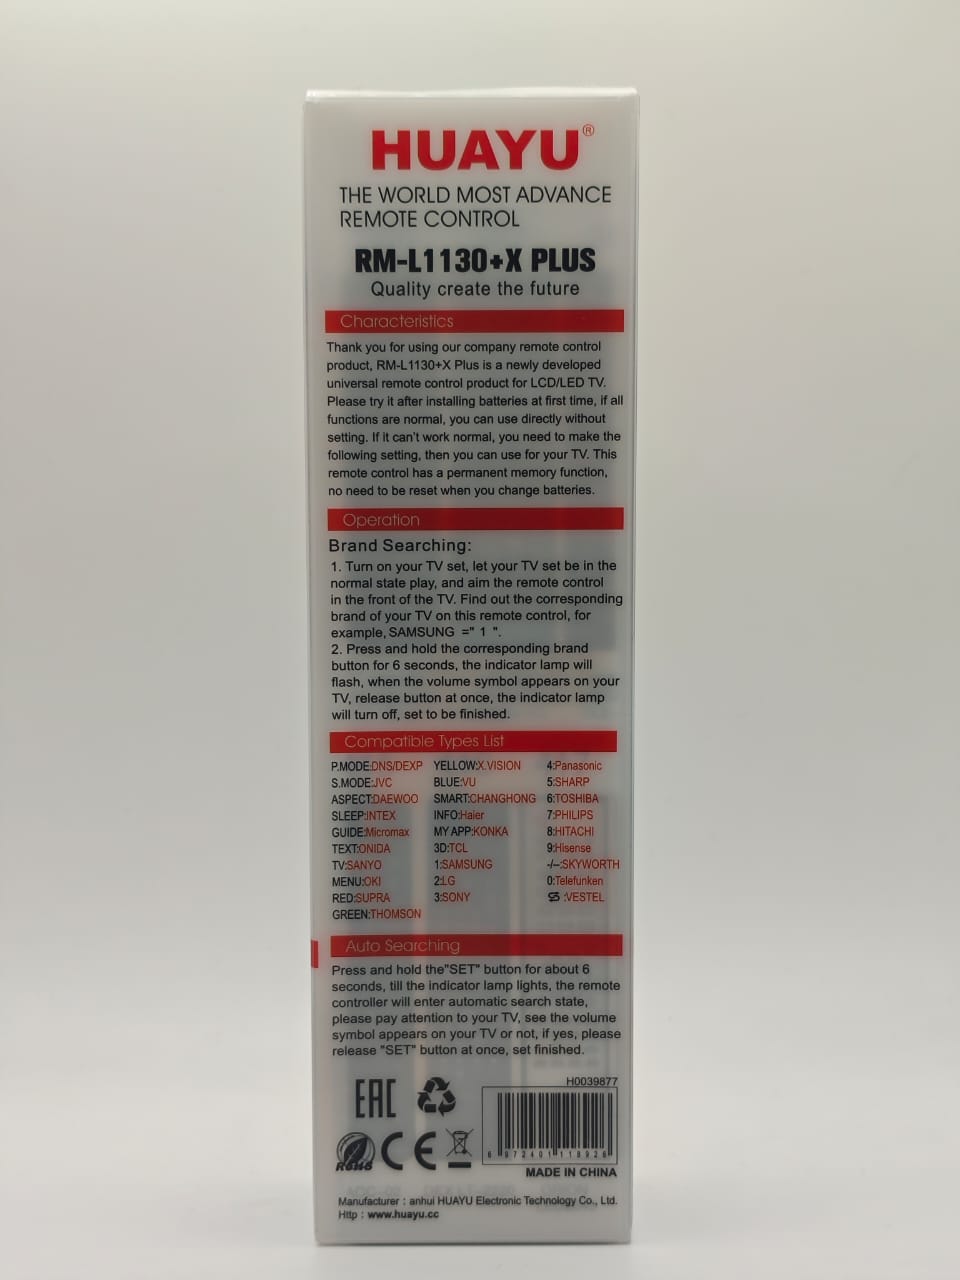 HUAYU®
THE WORLD MOST ADVANCE
REMOTE CONTROL
RM-L1130+X PLUS
Quality create the future
Characteristics
Thank you for using our company remote control
product, RM-L1130+X Plus is a newly developed
universal remote control product for LCD/LED TV.
Please try it after installing batteries at first time, if all
functions are normal, you can use directly without
setting. If it can't work normal, you need to make the
following setting, then you can use for your TV. This
remote control has a permanent memory function,
no need to be reset when you change batteries.
Operation
Brand Searching:
1. Turn on your TV set, let your TV set be in the
normal state play, and aim the remote control
in the front of the TV. Find out the corresponding
brand of your TV on this remote control, for
example, SAMSUNG =" 1 ".
2. Press and hold the corresponding brand
button for 6 seconds, the indicator lamp will
flash, when the volume symbol appears on your
TV, release button at once, the indicator lamp
will turn off, set to be finished.
Compatible Types List
P.MODE:DNS/DEXP YELLOW:X.VISION 4:Panasonic
S.MODE:JVC BLUE:VU 5:SHARP
ASPECT:DAEWOO SMART:CHANGHONG 6:TOSHIBA
SLEEP:INTEX INFO:Haier 7:PHILIPS
GUIDE:Micromax MY APP:KONKA 8:HITACHI
TEXT:ONIDA 3D:TCL 9:Hisense
TV:SANYO 1:SAMSUNG -/--:SKYWORTH
MENU:OKI 2:LG 0:Telefunken
RED:SUPRA 3:SONY :VESTEL
GREEN:THOMSON
Auto Searching
Press and hold the"SET" button for about 6
seconds, till the indicator lamp lights, the remote
controller will enter automatic search state,
please pay attention to your TV, see the volume
symbol appears on your TV or not, if yes, please
release "SET" button at once, set finished.
H0039877
EAC
RoHS CE
6 972401 118926
MADE IN CHINA
Manufacturer : anhui HUAYU Electronic Technology Co., Ltd.
Http : www.huayu.cc